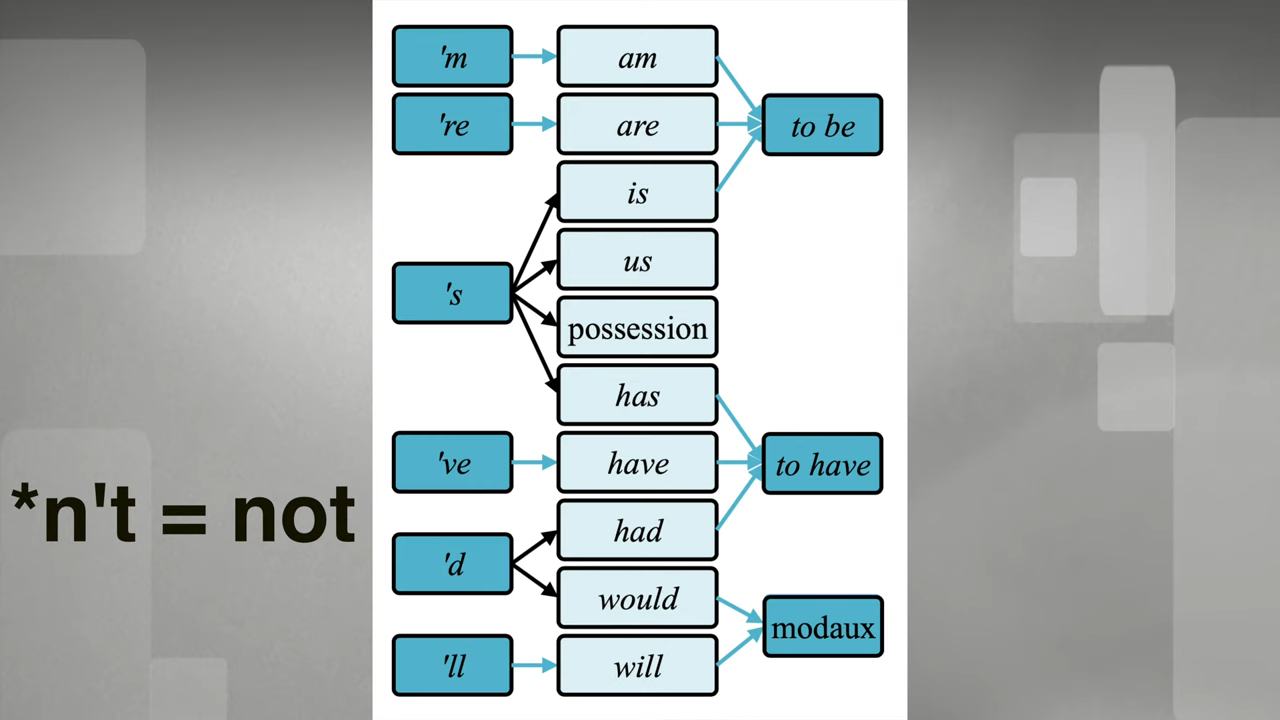 'm
am
're
are
to be
is
us
's
possession
has
've
have
to have
*n't = not
had
'd
would
modaux
'll
will